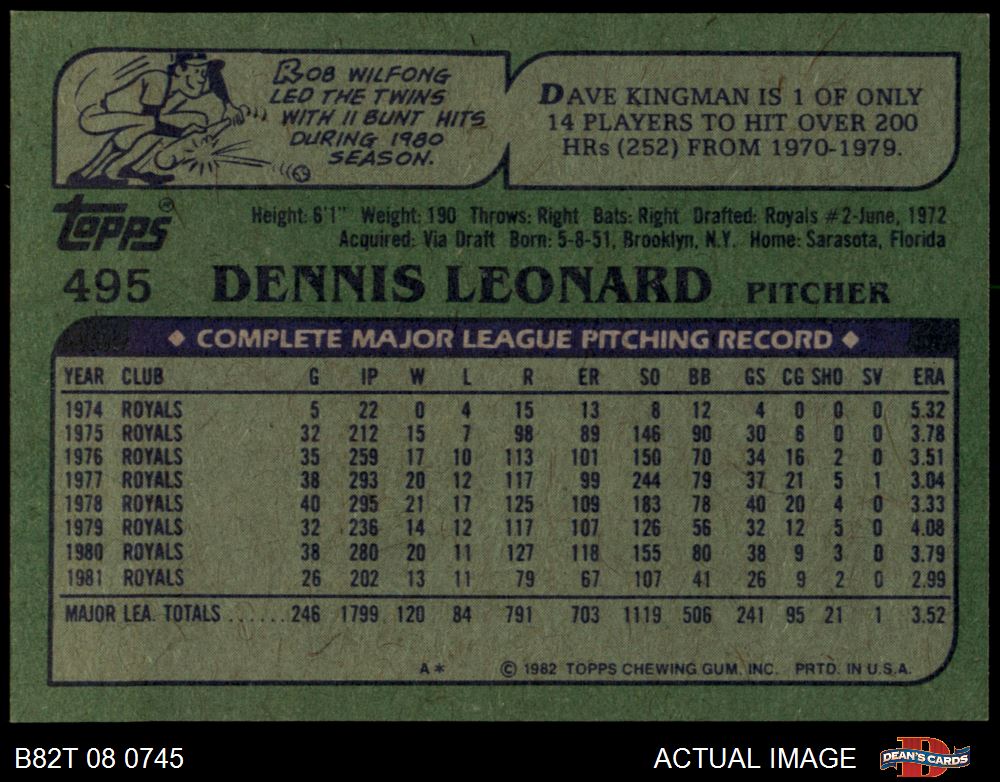 ROB WILFONG
LED THE TWINS
WITH 11 BUNT HITS
DURING 1980
SEASON.
DAVE KINGMAN IS 1 OF ONLY
14 PLAYERS TO HIT OVER 200
HRs (252) FROM 1970-1979.
Topps®
Height: 6'1" Weight: 190 Throws: Right Bats: Right Drafted: Royals #2-June, 1972
Acquired: Via Draft Born: 5-8-51, Brooklyn, N.Y. Home: Sarasota, Florida
495 DENNIS LEONARD PITCHER
◆ COMPLETE MAJOR LEAGUE PITCHING RECORD ◆
YEAR CLUB G IP W L R ER SO BB GS CG SHO SV ERA
1974 ROYALS 5 22 0 4 15 13 8 12 4 0 0 0 5.32
1975 ROYALS 32 212 15 7 98 89 146 90 30 6 0 0 3.78
1976 ROYALS 35 259 17 10 113 101 150 70 34 16 2 0 3.51
1977 ROYALS 38 293 20 12 117 99 244 79 37 21 5 1 3.04
1978 ROYALS 40 295 21 17 125 109 183 78 40 20 4 0 3.33
1979 ROYALS 32 236 14 12 117 107 126 56 32 12 5 0 4.08
1980 ROYALS 38 280 20 11 127 118 155 80 38 9 3 0 3.79
1981 ROYALS 26 202 13 11 79 67 107 41 26 9 2 0 2.99
MAJOR LEA. TOTALS ...... 246 1799 120 84 791 703 1119 506 241 95 21 1 3.52
A* © 1982 TOPPS CHEWING GUM, INC. PRTD. IN U.S.A.
B82T 08 0745 ACTUAL IMAGE DEAN'S CARDS